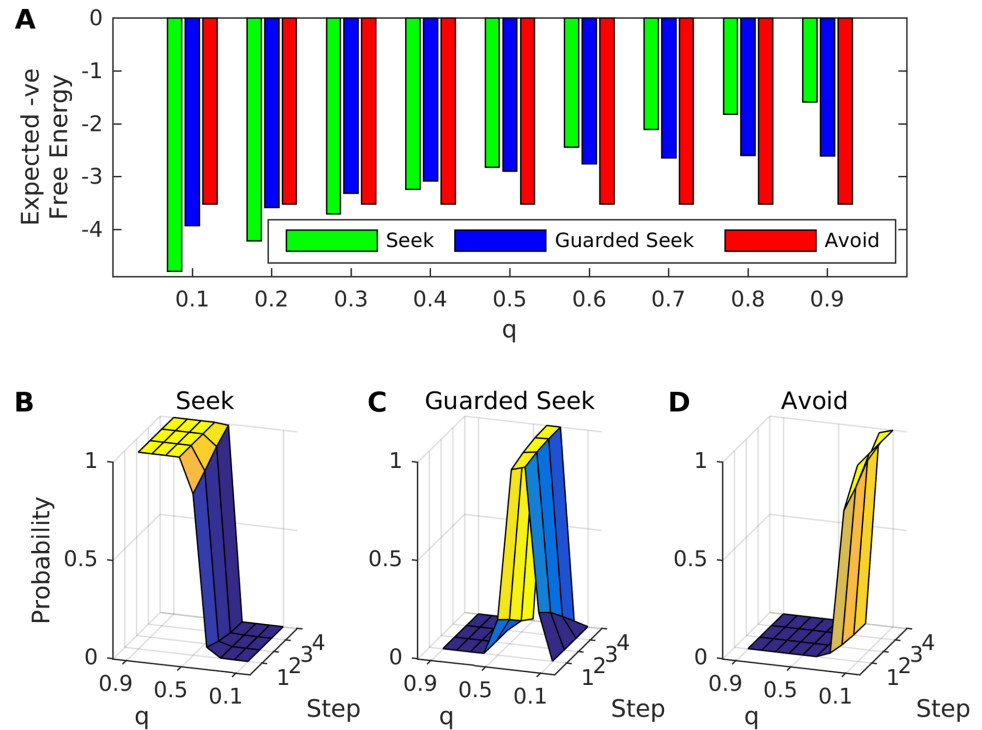 A
0
-1
-2
-3
-4
Expected -ve
Free Energy
Seek Guarded Seek Avoid
0.1 0.2 0.3 0.4 0.5 0.6 0.7 0.8 0.9
q
B Seek
1
0.5
0
Probability
0.9 0.5 0.1
q
1 2 3 4
Step
C Guarded Seek
1
0.5
0
0.9 0.5 0.1
q
1 2 3 4
Step
D Avoid
1
0.5
0
0.9 0.5 0.1
q
1 2 3 4
Step